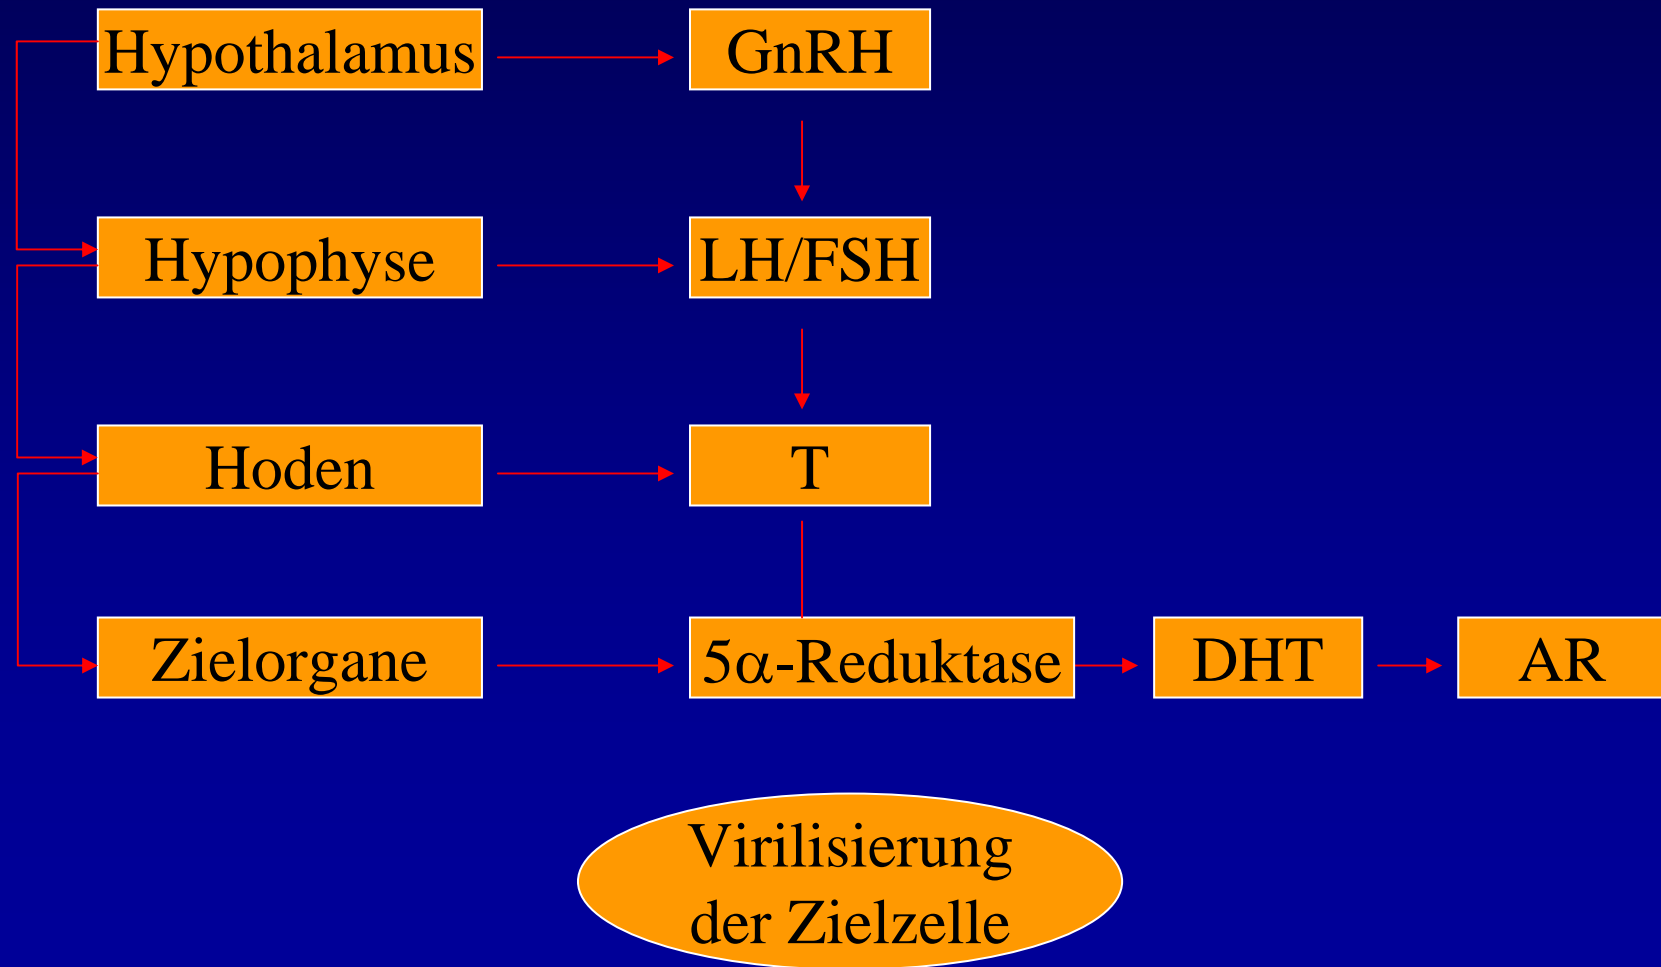 Hypothalamus
GnRH
Hypophyse
LH/FSH
Hoden
T
Zielorgane
5α-Reduktase
DHT
AR
Virilisierung
der Zielzelle